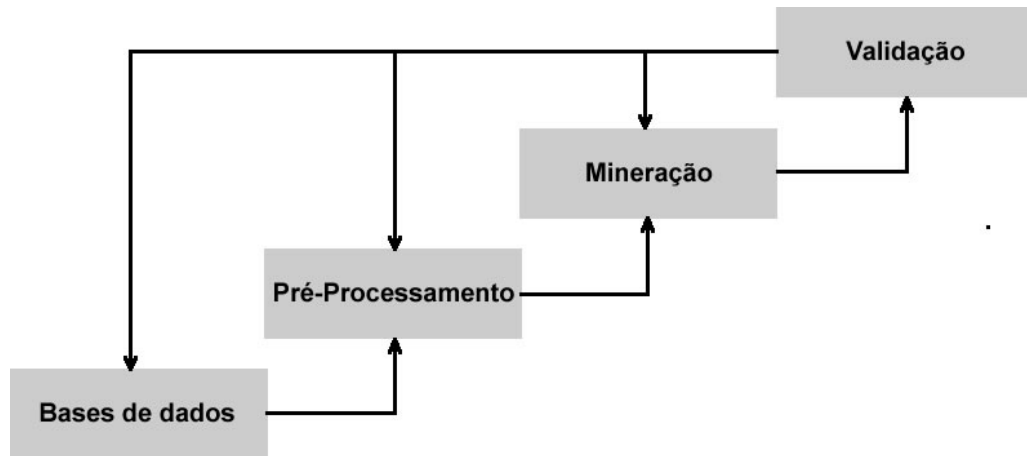 Validação
Mineração
Pré-Processamento
Bases de dados